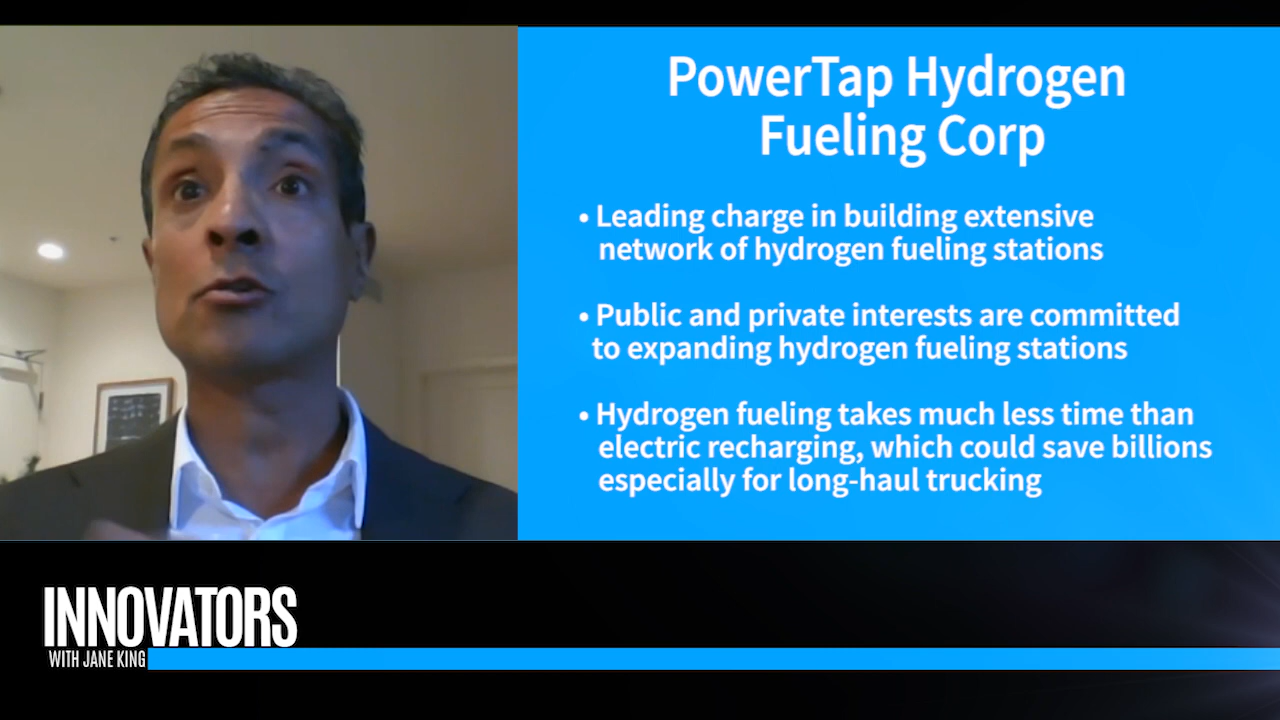 PowerTap Hydrogen
Fueling Corp
• Leading charge in building extensive
network of hydrogen fueling stations
• Public and private interests are committed
to expanding hydrogen fueling stations
• Hydrogen fueling takes much less time than
electric recharging, which could save billions
especially for long-haul trucking
INNOVATORS
WITH JANE KING